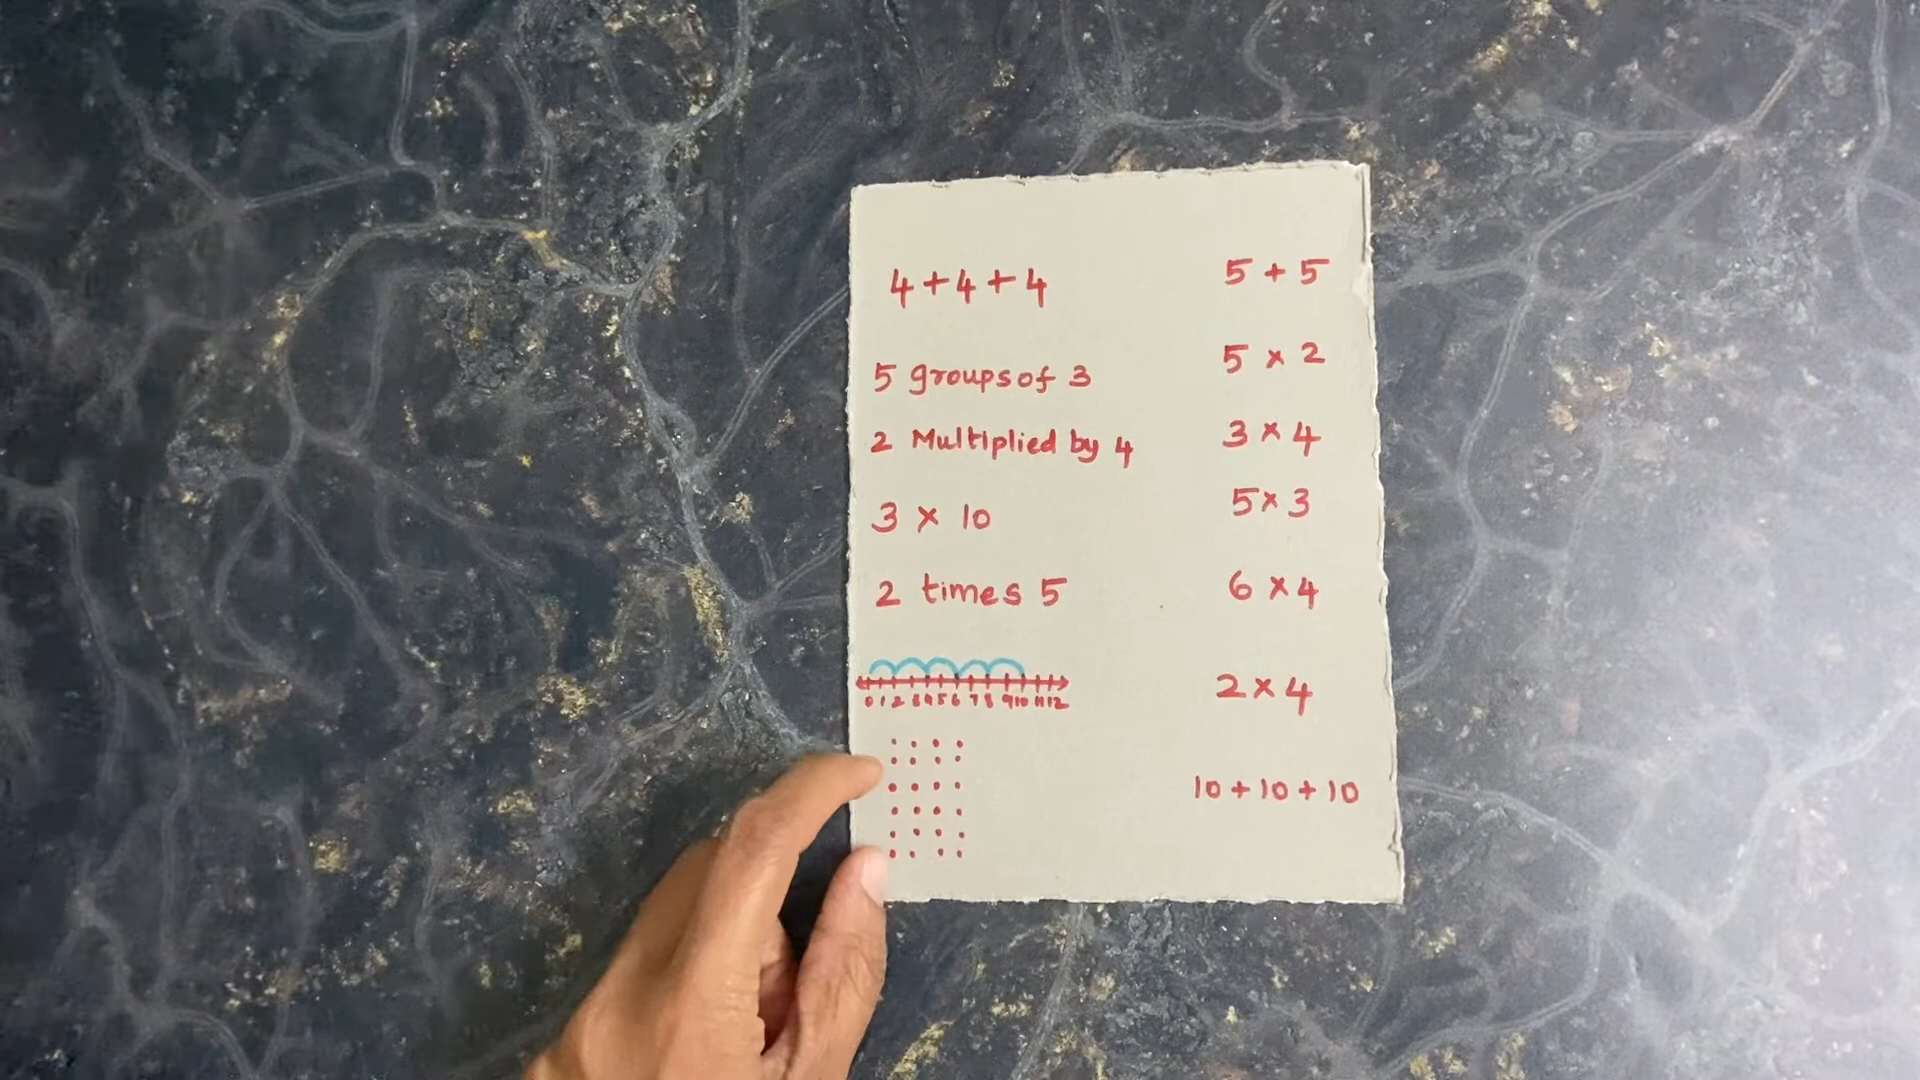 4+4+4
5 groups of 3
2 Multiplied by 4
3 × 10
2 times 5
0 1 2 3 4 5 6 7 8 9 10 11 12
5 + 5
5 × 2
3 × 4
5 × 3
6 × 4
2 × 4
10 + 10 + 10